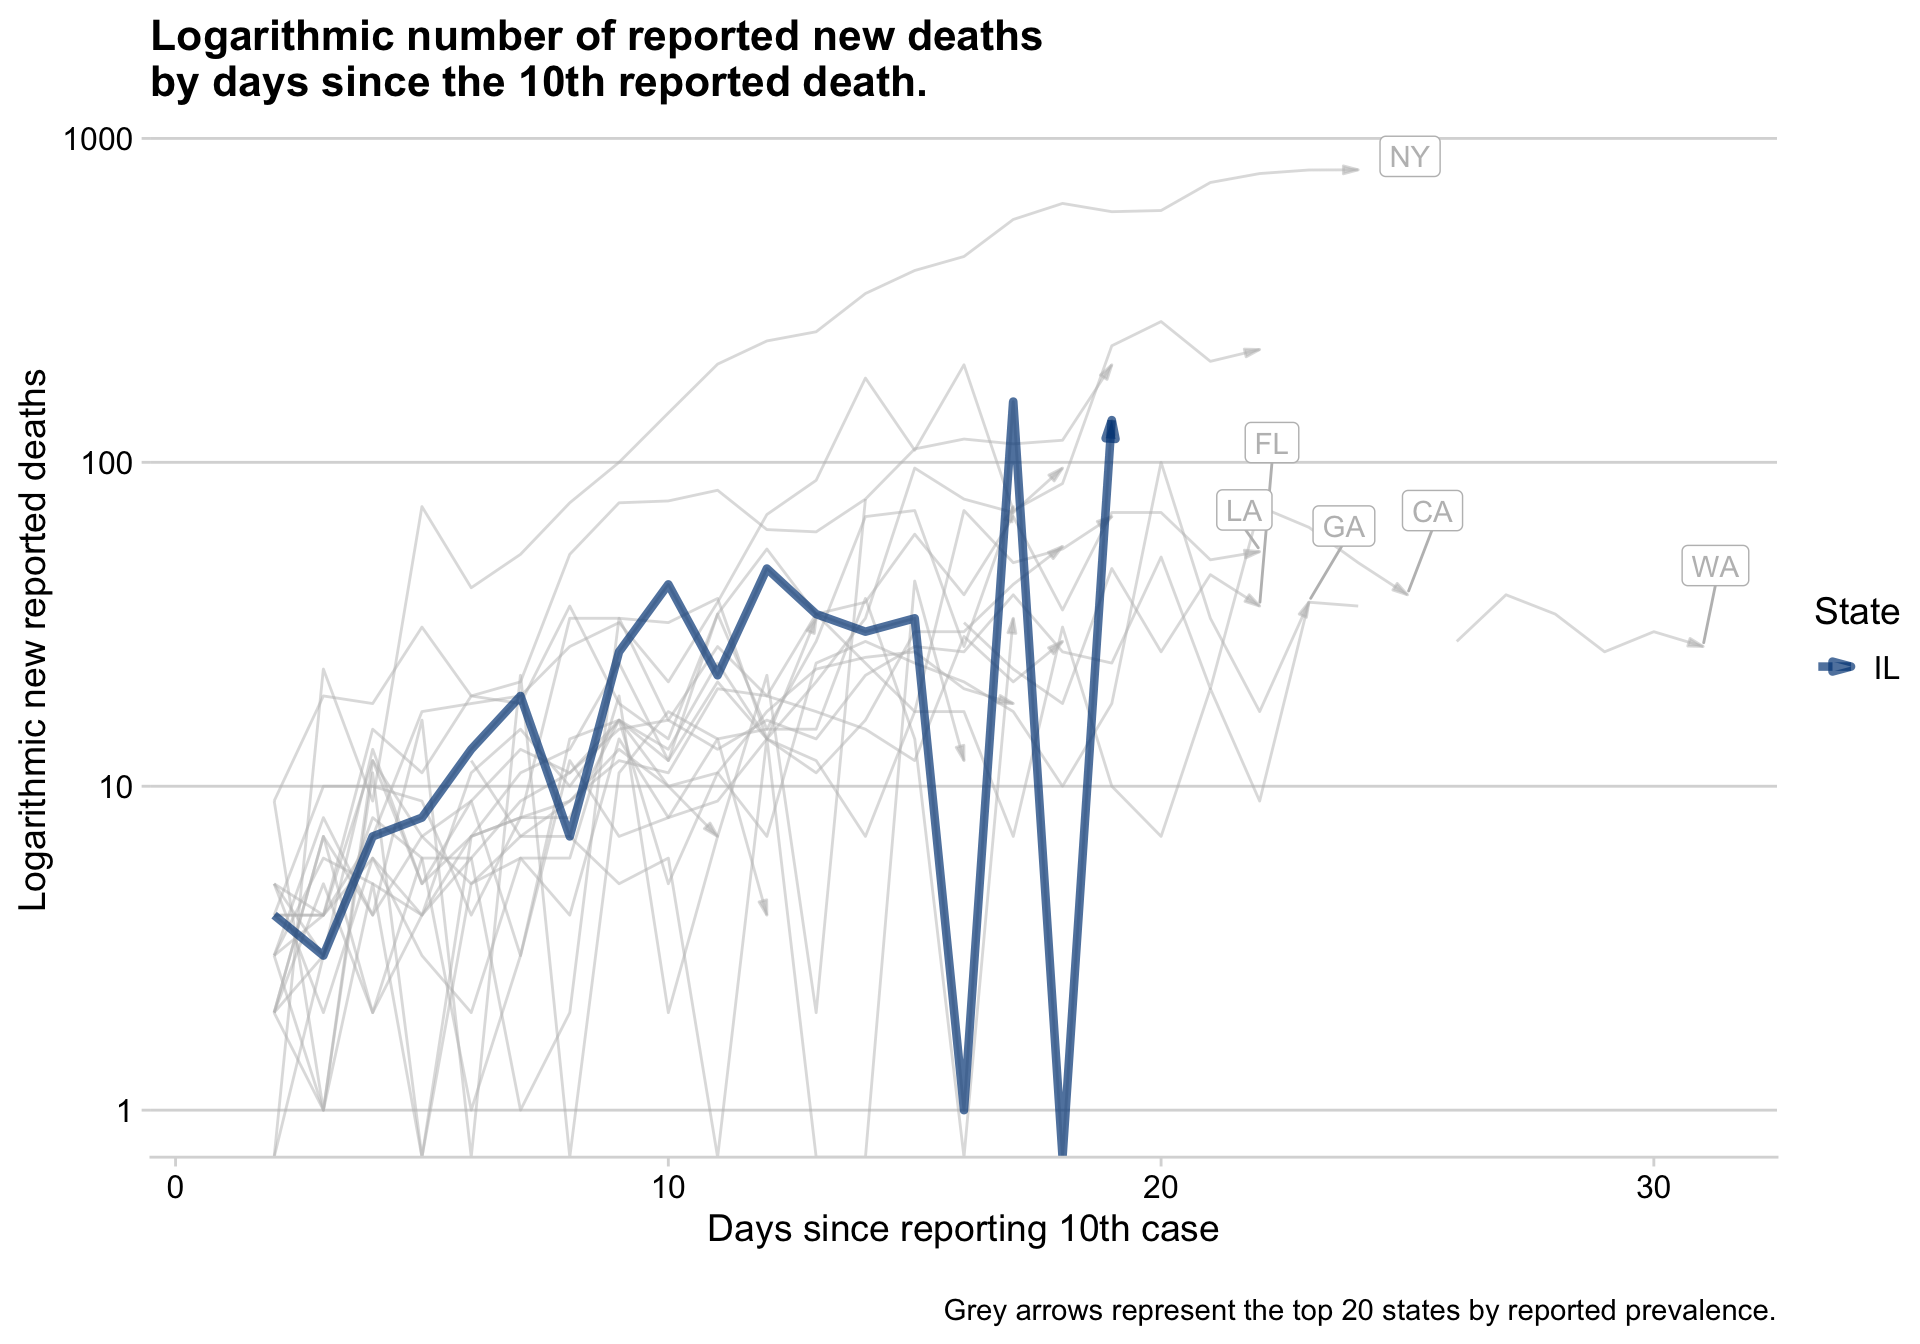 Logarithmic number of reported new deaths
by days since the 10th reported death.
Logarithmic new reported deaths
1000
100
10
1
NY
FL
LA
GA
CA
WA
State
IL
0
10
20
30
Days since reporting 10th case
Grey arrows represent the top 20 states by reported prevalence.